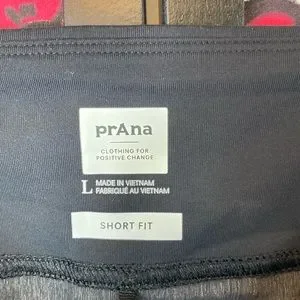 prAna
CLOTHING FOR
POSITIVE CHANGE
L MADE IN VIETNAM
FABRIQUÉ AU VIETNAM
SHORT FIT